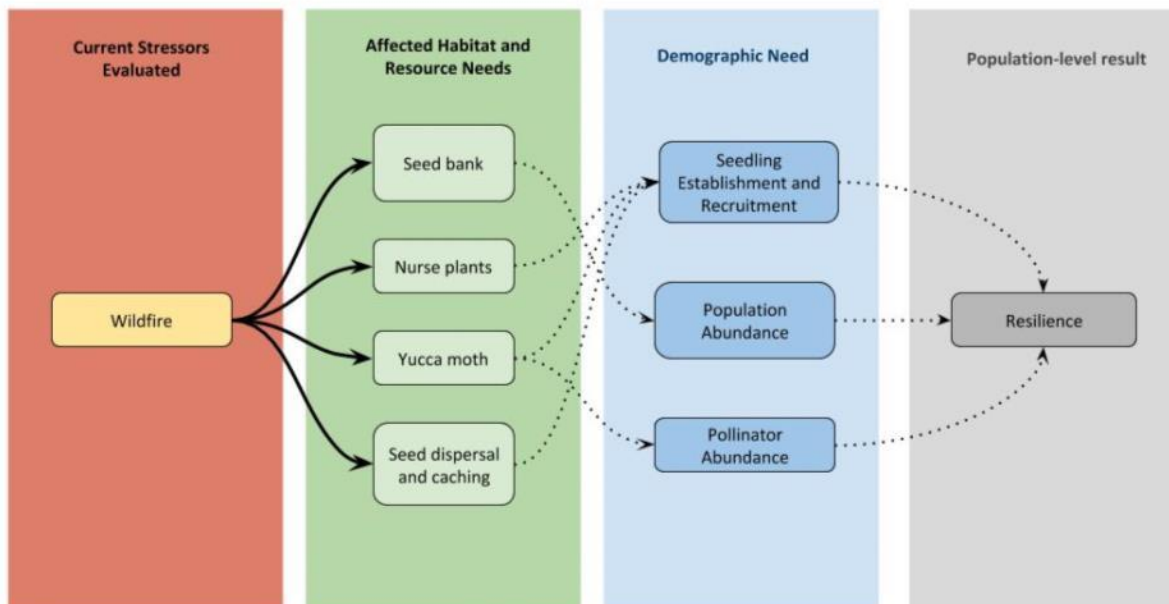 Current Stressors
Evaluated
Affected Habitat and
Resource Needs
Demographic Need
Population-level result
Wildfire
Seed bank
Nurse plants
Yucca moth
Seed dispersal
and caching
Seedling
Establishment and
Recruitment
Population
Abundance
Pollinator
Abundance
Resilience